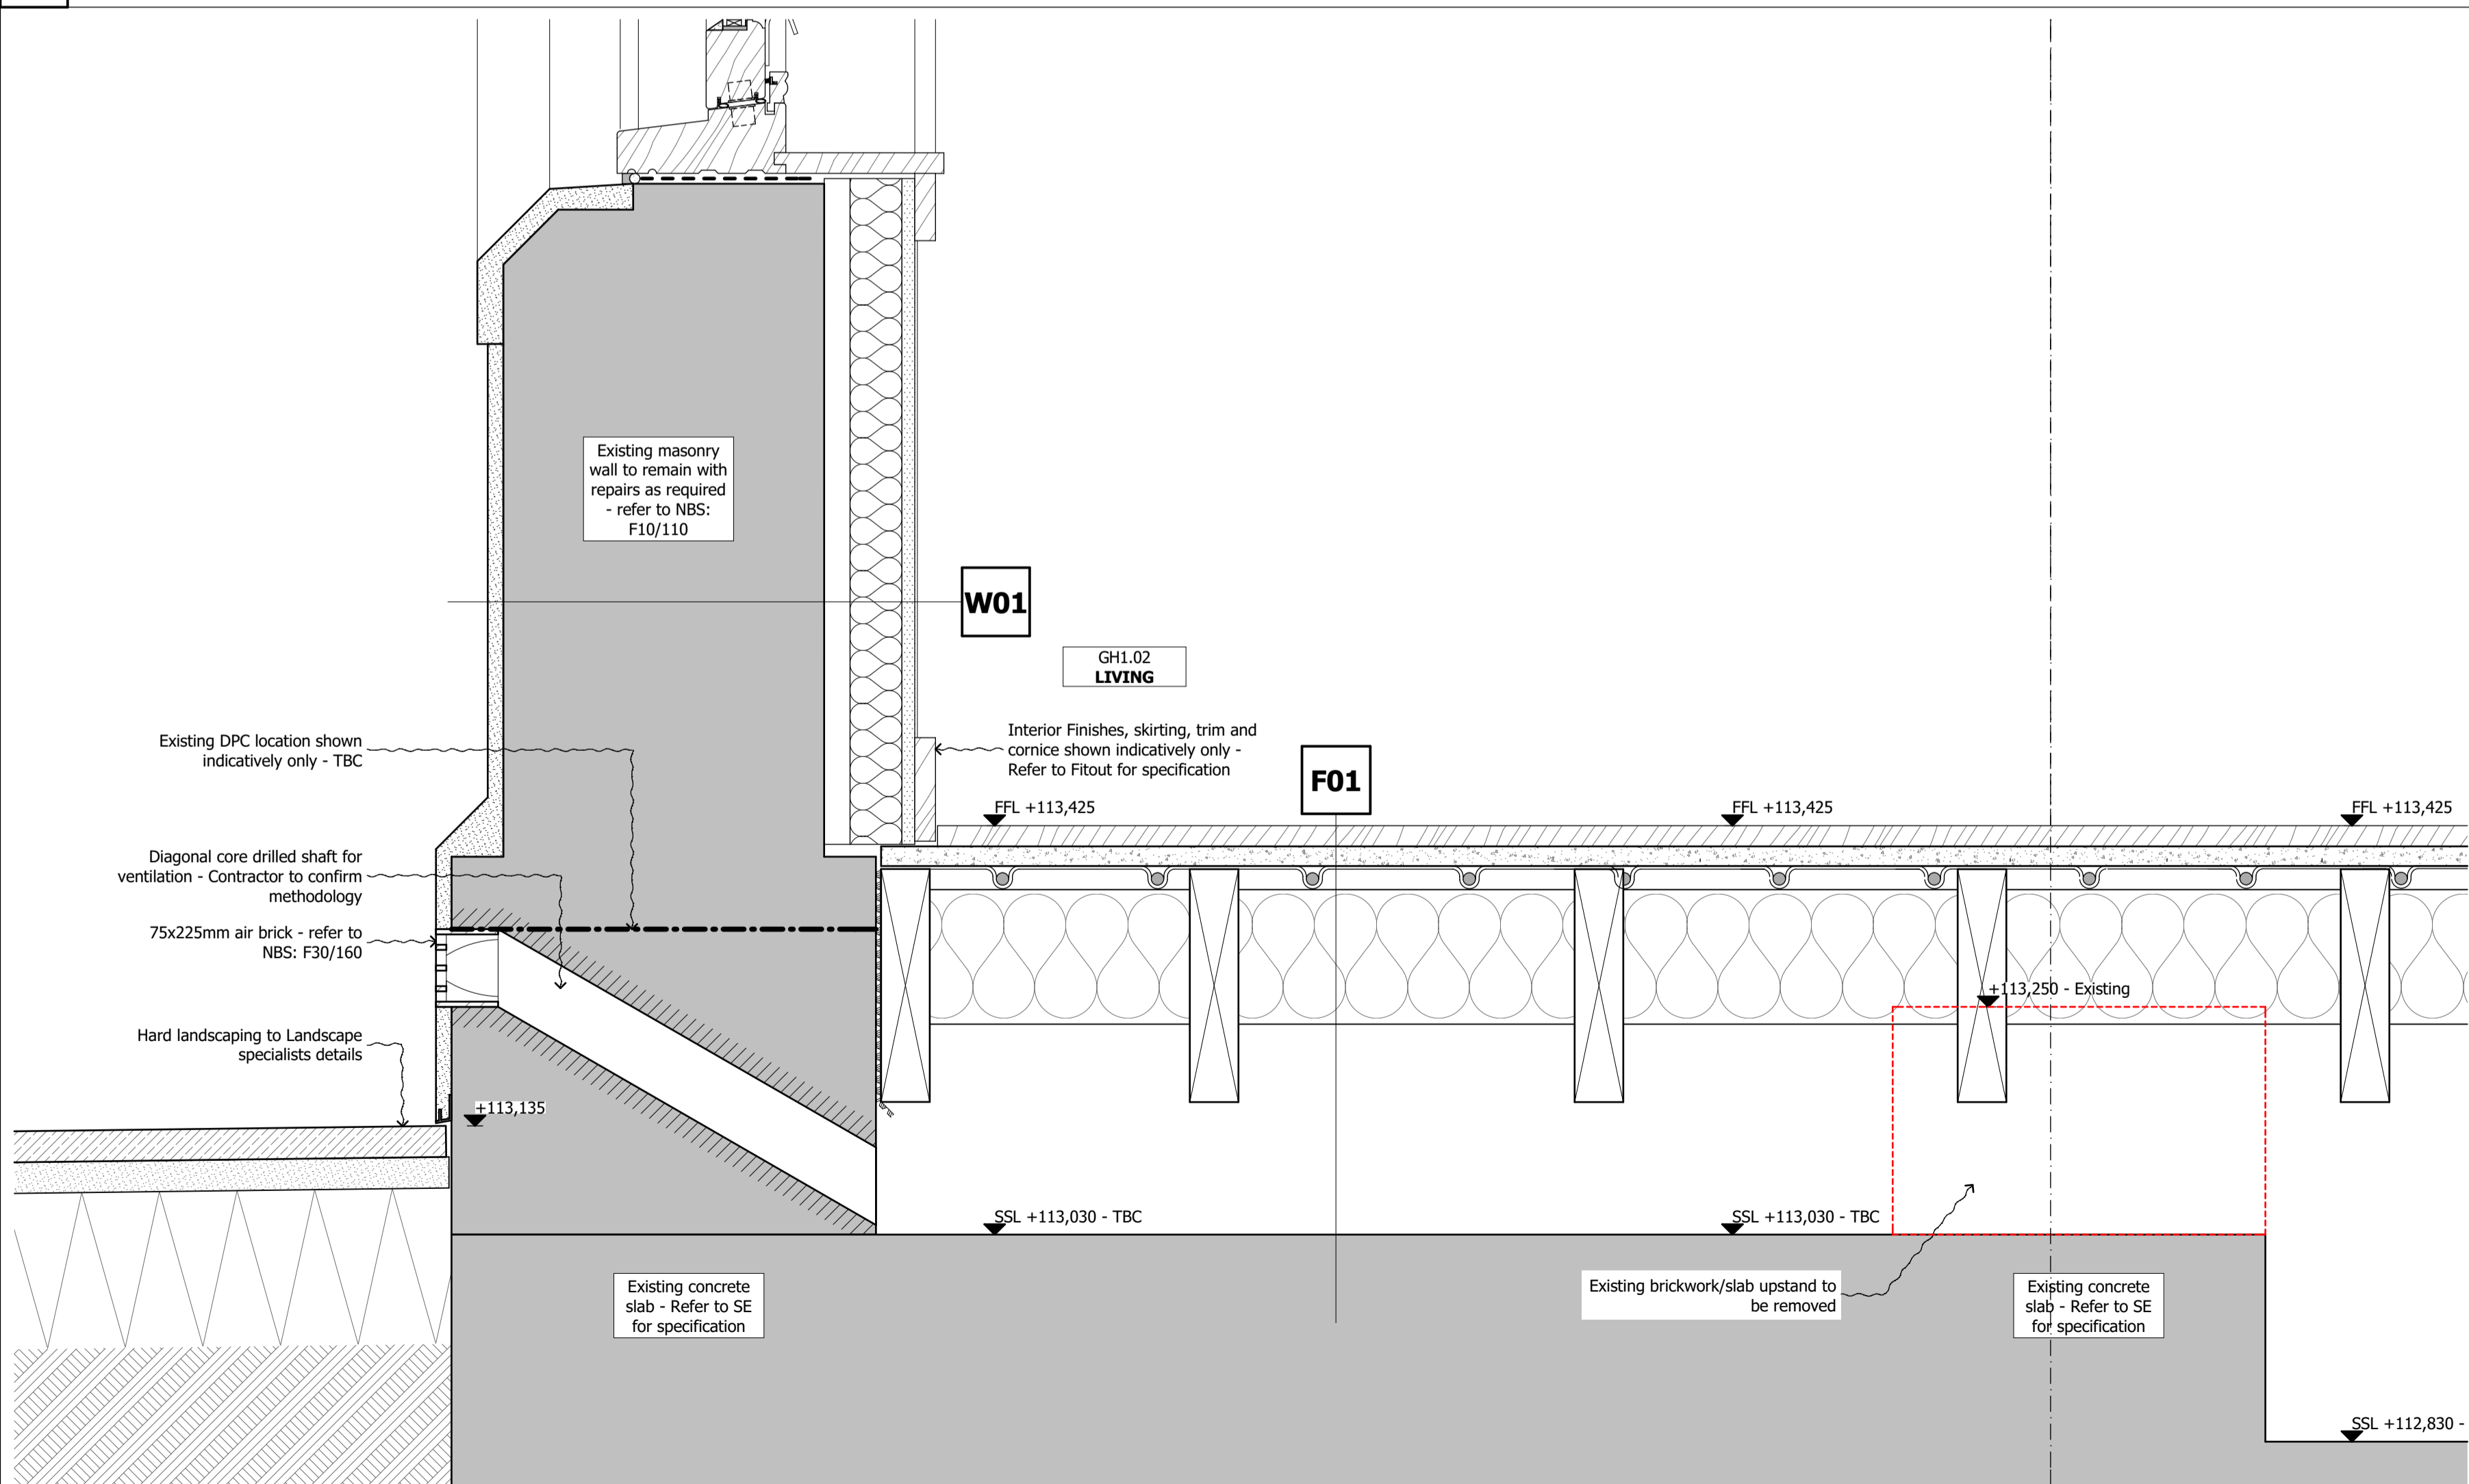 Existing masonry
wall to remain with
repairs as required
- refer to NBS:
F10/110
W01
GH1.02
LIVING
Existing DPC location shown
indicatively only - TBC
Interior Finishes, skirting, trim and
cornice shown indicatively only -
Refer to Fitout for specification
F01
FFL +113,425
FFL +113,425
FFL +113,425
Diagonal core drilled shaft for
ventilation - Contractor to confirm
methodology
75x225mm air brick - refer to
NBS: F30/160
+113,250 - Existing
Hard landscaping to Landscape
specialists details
+113,135
SSL +113,030 - TBC
SSL +113,030 - TBC
Existing concrete
slab - Refer to SE
for specification
Existing brickwork/slab upstand to
be removed
Existing concrete
slab - Refer to SE
for specification
SSL +112,830 -